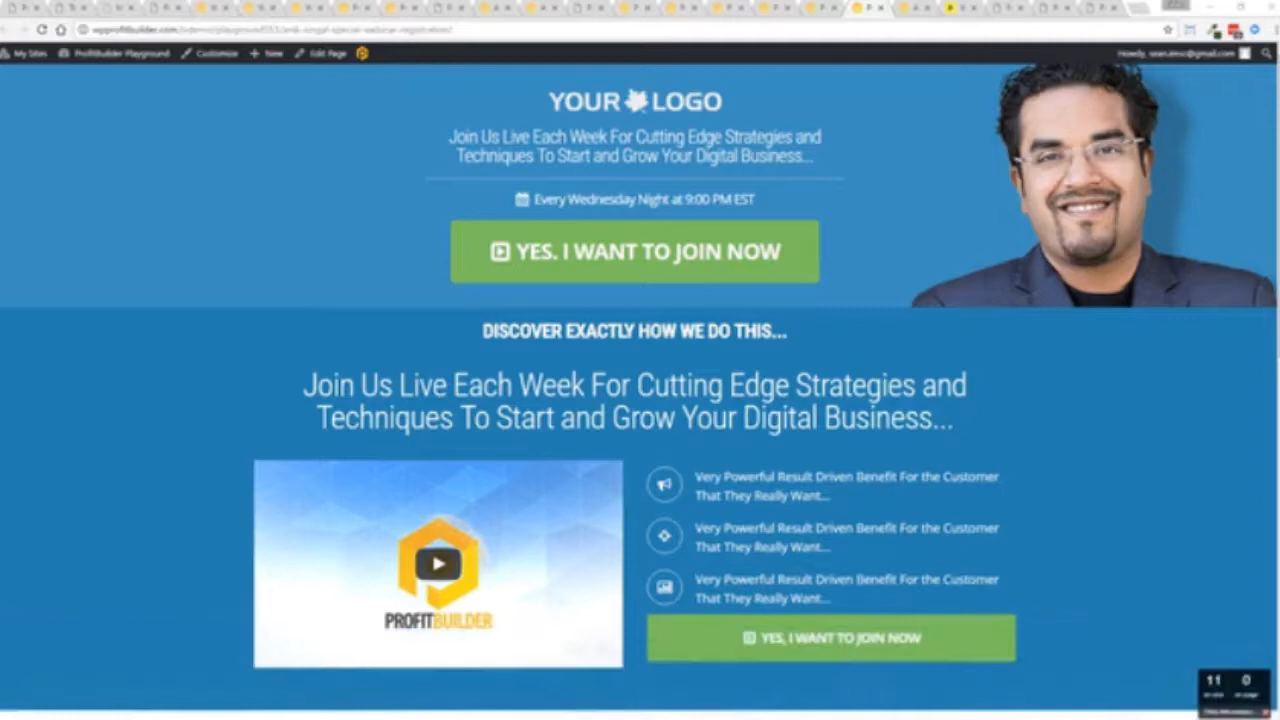 My Sites ProfitBuilder Playground Customize + New Edit Page
YOUR LOGO
Join Us Live Each Week For Cutting Edge Strategies and
Techniques To Start and Grow Your Digital Business...
Every Wednesday Night at 9:00 PM EST
YES. I WANT TO JOIN NOW
DISCOVER EXACTLY HOW WE DO THIS...
Join Us Live Each Week For Cutting Edge Strategies and
Techniques To Start and Grow Your Digital Business...
Very Powerful Result Driven Benefit For the Customer
That They Really Want...
Very Powerful Result Driven Benefit For the Customer
That They Really Want...
Very Powerful Result Driven Benefit For the Customer
That They Really Want...
PROFITBUILDER
YES, I WANT TO JOIN NOW
11 0